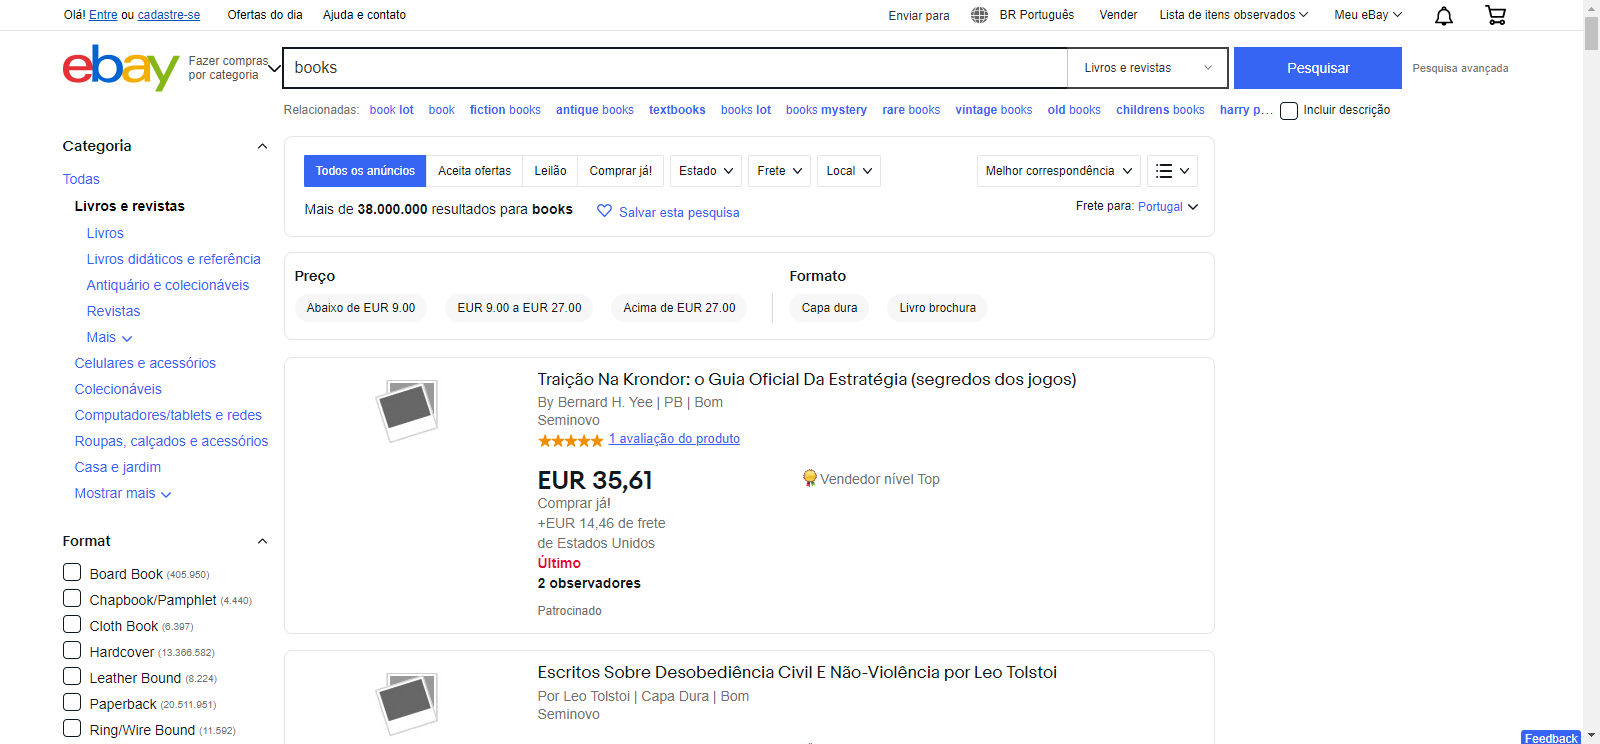 Olá! Entre ou cadastre-se
Ofertas do dia
Ajuda e contato
Enviar para
BR Português
Vender
Lista de itens observados
Meu eBay
ebay
Fazer compras
por categoria
books
Livros e revistas
Pesquisar
Pesquisa avançada
Relacionadas: book lot book fiction books antique books textbooks books lot books mystery rare books vintage books old books childrens books harry p...
Incluir descrição
Categoria
Todas
Livros e revistas
Livros
Livros didáticos e referência
Antiquário e colecionáveis
Revistas
Mais
Celulares e acessórios
Colecionáveis
Computadores/tablets e redes
Roupas, calçados e acessórios
Casa e jardim
Mostrar mais
Format
Board Book (405.950)
Chapbook/Pamphlet (4.440)
Cloth Book (6.397)
Hardcover (13.366.582)
Leather Bound (8.224)
Paperback (20.511.951)
Ring/Wire Bound (11.592)
Todos os anúncios
Aceita ofertas
Leilão
Comprar já!
Estado
Frete
Local
Melhor correspondência
Mais de 38.000.000 resultados para books
Salvar esta pesquisa
Frete para: Portugal
Preço
Abaixo de EUR 9.00
EUR 9.00 a EUR 27.00
Acima de EUR 27.00
Formato
Capa dura
Livro brochura
Traição Na Krondor: o Guia Oficial Da Estratégia (segredos dos jogos)
By Bernard H. Yee | PB | Bom
Seminovo
1 avaliação do produto
EUR 35,61
Vendedor nível Top
Comprar já!
+EUR 14,46 de frete
de Estados Unidos
Último
2 observadores
Patrocinado
Escritos Sobre Desobediência Civil E Não-Violência por Leo Tolstoi
Por Leo Tolstoi | Capa Dura | Bom
Seminovo
Feedback